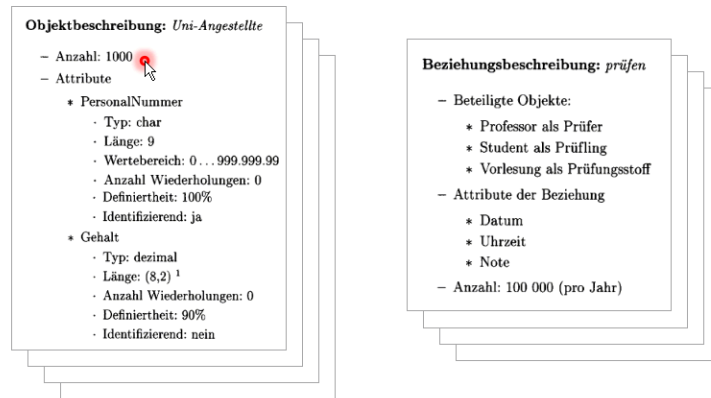 Objektbeschreibung: Uni-Angestellte
– Anzahl: 1000
– Attribute
* PersonalNummer
· Typ: char
· Länge: 9
· Wertebereich: 0...999.999.99
· Anzahl Wiederholungen: 0
· Definiertheit: 100%
· Identifizierend: ja
* Gehalt
· Typ: dezimal
· Länge: (8,2) ¹
· Anzahl Wiederholungen: 0
· Definiertheit: 90%
· Identifizierend: nein
Beziehungsbeschreibung: prüfen
– Beteiligte Objekte:
* Professor als Prüfer
* Student als Prüfling
* Vorlesung als Prüfungsstoff
– Attribute der Beziehung
* Datum
* Uhrzeit
* Note
– Anzahl: 100 000 (pro Jahr)